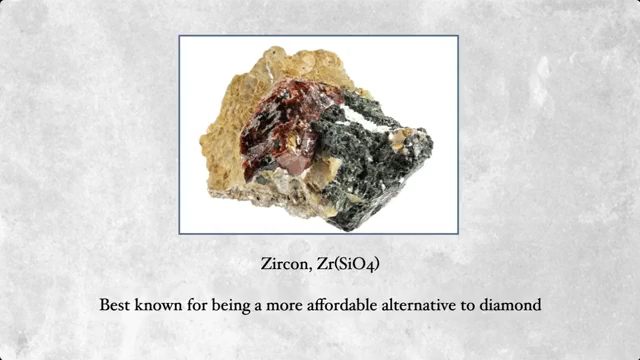 Zircon, Zr(SiO4)
Best known for being a more affordable alternative to diamond